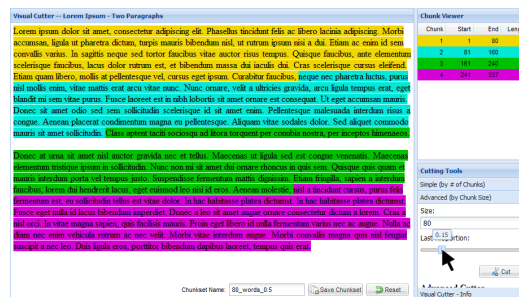 Visual Cutter -- Lorem Ipsum - Two Paragraphs
Lorem ipsum dolor sit amet, consectetur adipiscing elit. Phasellus tincidunt felis ac libero lacinia adipiscing. Morbi
accumsan, ligula ut pharetra dictum, turpis mauris bibendum nisl, ut rutrum ipsum nisi a dui. Etiam ac enim id sem
convallis varius. In sagittis neque sed tortor faucibus vitae auctor risus tempus. Quisque faucibus, ante elementum
scelerisque faucibus, lacus dolor rutrum est, et bibendum massa dui iaculis dui. Cras scelerisque cursus eleifend.
Etiam quam libero, mollis at pellentesque vel, cursus eget ipsum. Curabitur faucibus, neque nec pharetra luctus, purus
nisl mollis enim, vitae mattis erat arcu vitae nunc. Nunc ornare, velit a ultricies gravida, arcu ligula tempus erat, eget
blandit mi sem vitae purus. Fusce laoreet est in nibh lobortis sit amet ornare est consequat. Ut eget accumsan mauris.
Donec sit amet odio sed sem sollicitudin scelerisque id sit amet enim. Pellentesque malesuada interdum risus a
congue. Aenean placerat condimentum magna eu pellentesque. Aliquam vitae sodales dolor. Sed aliquet commodo
mauris sit amet sollicitudin. Class aptent taciti sociosqu ad litora torquent per conubia nostra, per inceptos himenaeos.
Donec at urna sit amet nisl auctor gravida nec et tellus. Maecenas ut ligula sed est congue venenatis. Maecenas
elementum tristique ipsum in sollicitudin. Nunc non mi sit amet dui ornare rhoncus in quis sem. Quisque quis quam et
mauris interdum porta vel tempus justo. Suspendisse fermentum mattis dignissim. Etiam fringilla, sapien a interdum
faucibus, lorem dui hendrerit lacus, eget euismod leo nisi id eros. Aenean molestie, nisl a tincidunt cursus, purus felis
fermentum est, eu sollicitudin tellus est vitae dolor. In hac habitasse platea dictumst. In hac habitasse platea dictumst.
Fusce eget nulla id lacus bibendum imperdiet. Donec a leo sit amet augue ornare consectetur dictum a lorem. Cras a
nisl orci. In vitae magna sapien, quis facilisis mauris. Proin eget libero id nulla fermentum varius nec ac augue. Nulla ac
diam nec enim vehicula rutrum ac nec velit. Morbi vitae interdum augue. Morbi convallis magna quis nisl feugiat
suscipit a nec leo. Duis ligula eros, porttitor bibendum dapibus laoreet, tempus quis erat.
Chunkset Name: 80_words_0.5 Save Chunkset Reset
Chunk Viewer
Chunk Start End
1 1 80
2 81 160
3 161 240
4 241 337
Cutting Tools
Simple (by # of Chunks)
Advanced (by Chunk Size)
Size:
80
Last Proportion:
0.15
Cut
Visual Cutter - Info